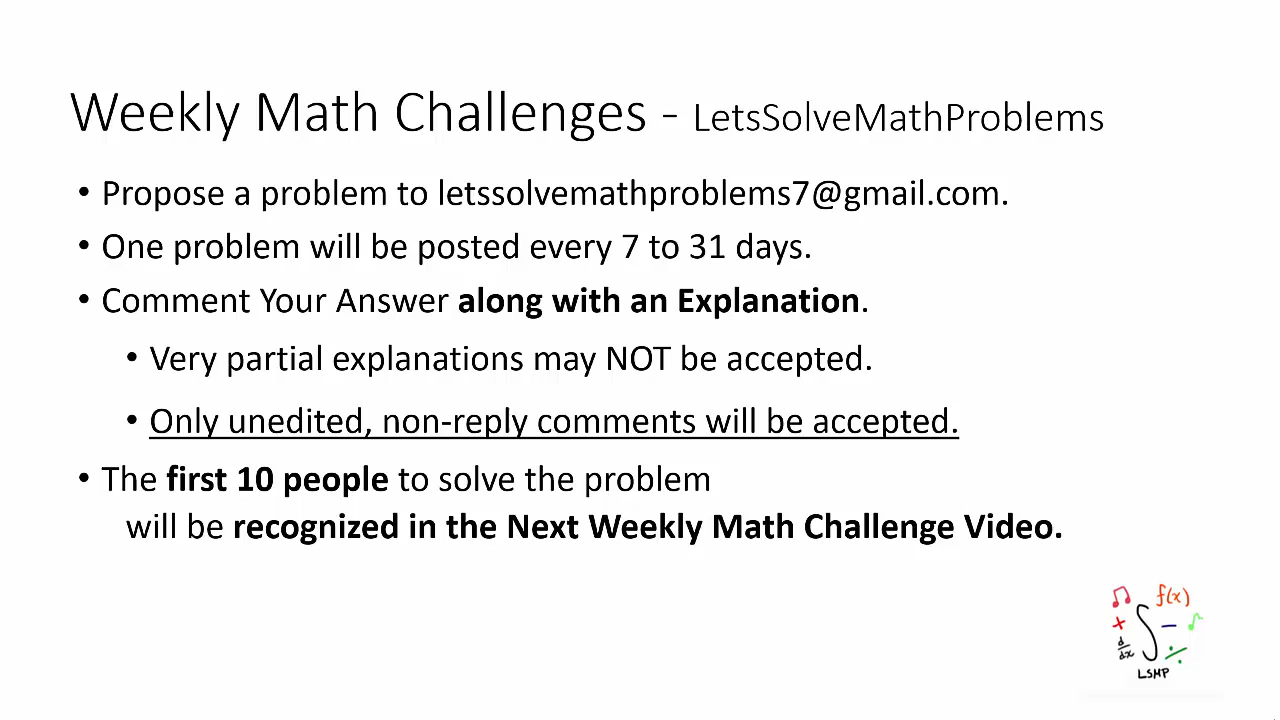 Weekly Math Challenges - LetsSolveMathProblems
• Propose a problem to letssolvemathproblems7@gmail.com.
• One problem will be posted every 7 to 31 days.
• Comment Your Answer along with an Explanation.
• Very partial explanations may NOT be accepted.
• Only unedited, non-reply comments will be accepted.
• The first 10 people to solve the problem
will be recognized in the Next Weekly Math Challenge Video.
♫ f(x)
+ ∫ − ♪
d/dx ÷
LSMP